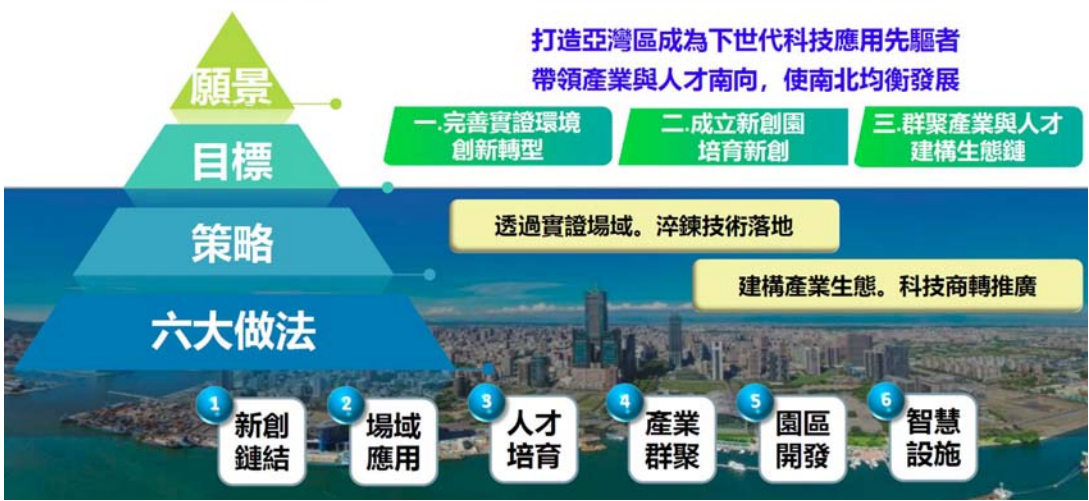 願景
打造亞灣區成為下世代科技應用先驅者
帶領產業與人才南向，使南北均衡發展
目標
一.完善實證環境
創新轉型
二.成立新創園
培育新創
三.群聚產業與人才
建構生態鏈
策略
透過實證場域。淬鍊技術落地
建構產業生態。科技商轉推廣
六大做法
1
新創
鏈結
2
場域
應用
3
人才
培育
4
產業
群聚
5
園區
開發
6
智慧
設施